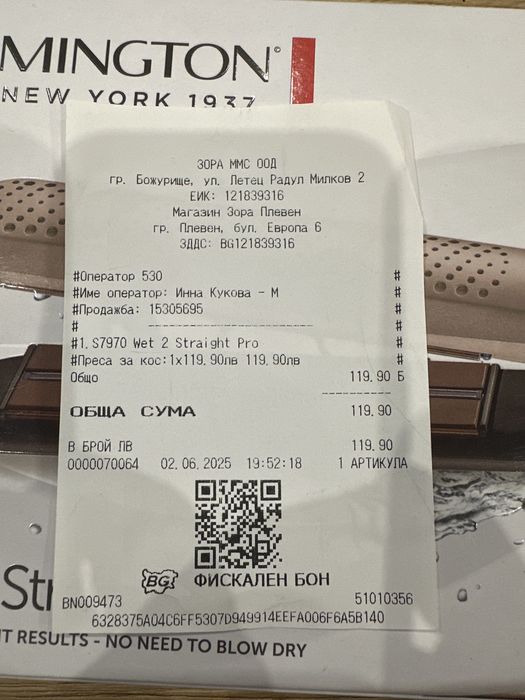 MINGTON
NEW YORK 1937
ЗОРА ММС ООД
гр. Божурище, ул. Летец Радул Милков 2
ЕИК: 121839316
Магазин Зора Плевен
гр. Плевен, бул. Европа 6
ЗДДС: BG121839316
#Оператор 530 #
#Име оператор: Инна Кукова - М #
#Продажба: 15305695 #
# -------------------- #
#1. S7970 Wet 2 Straight Pro #
#Преса за кос:1x119.90лв 119.90лв #
Общо 119.90 Б
ОБЩА СУМА 119.90
В БРОЙ ЛВ 119.90
0000070064 02.06.2025 19:52:18 1 АРТИКУЛА
BG ФИСКАЛЕН БОН
BN009473 51010356
6328375A04C6FF5307D949914EEFA006F6A5B140
Str
T RESULTS - NO NEED TO BLOW DRY